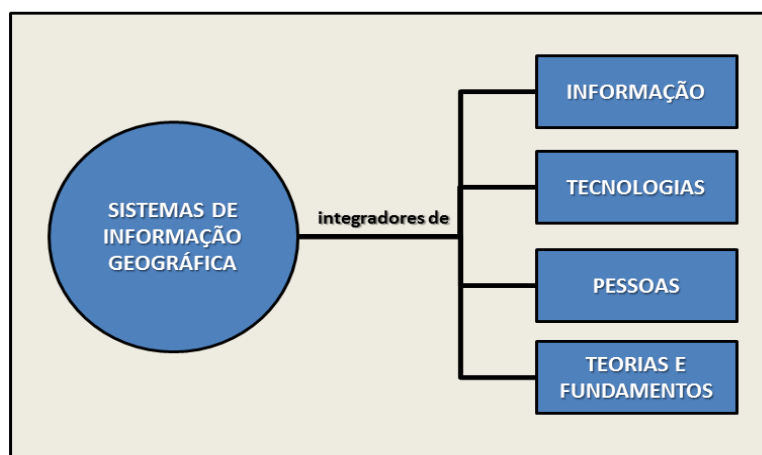 SISTEMAS DE
INFORMAÇÃO
GEOGRÁFICA
integradores de
INFORMAÇÃO
TECNOLOGIAS
PESSOAS
TEORIAS E
FUNDAMENTOS